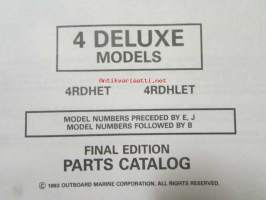 4 DELUXE
MODELS
4RDHET 4RDHLET
MODEL NUMBERS PRECEDED BY E, J
MODEL NUMBERS FOLLOWED BY B
FINAL EDITION
PARTS CATALOG
© 1993 OUTBOARD MARINE CORPORATION. ALL RIGHTS RESERVED.
antikvariaatti.net